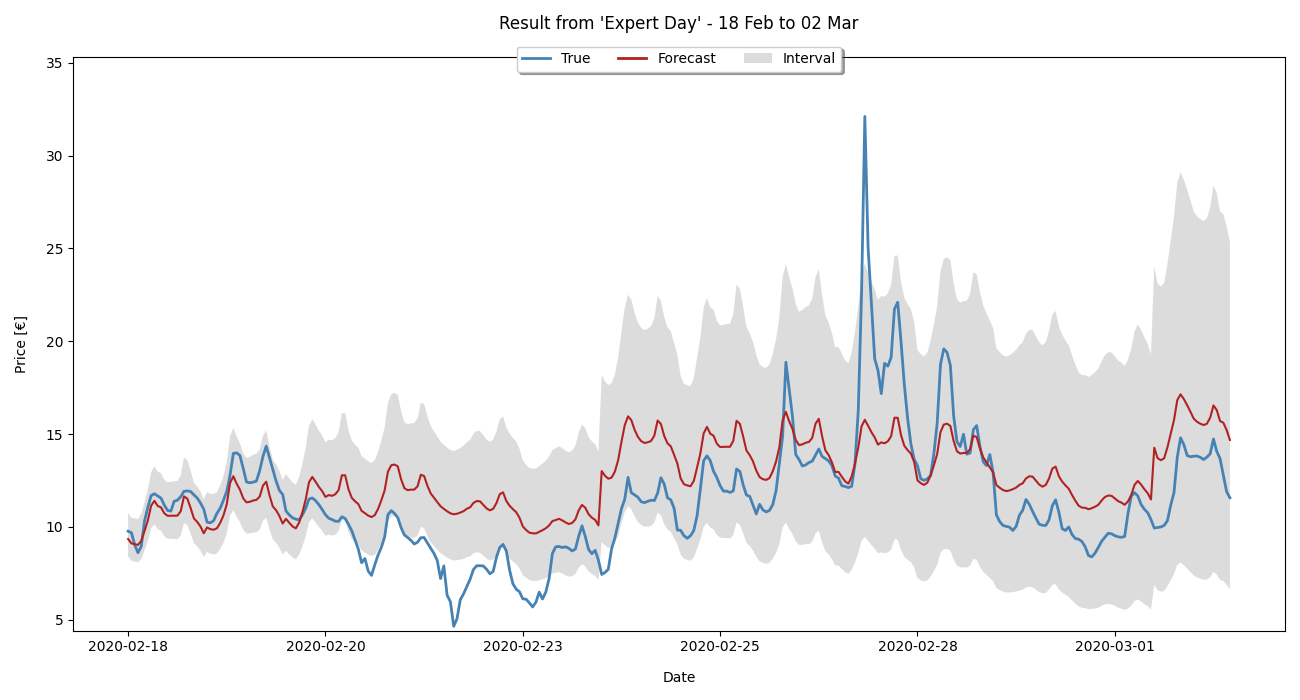 Result from 'Expert Day' - 18 Feb to 02 Mar
True Forecast Interval
35
30
25
20
15
10
5
Price [€]
2020-02-18 2020-02-20 2020-02-23 2020-02-25 2020-02-28 2020-03-01
Date